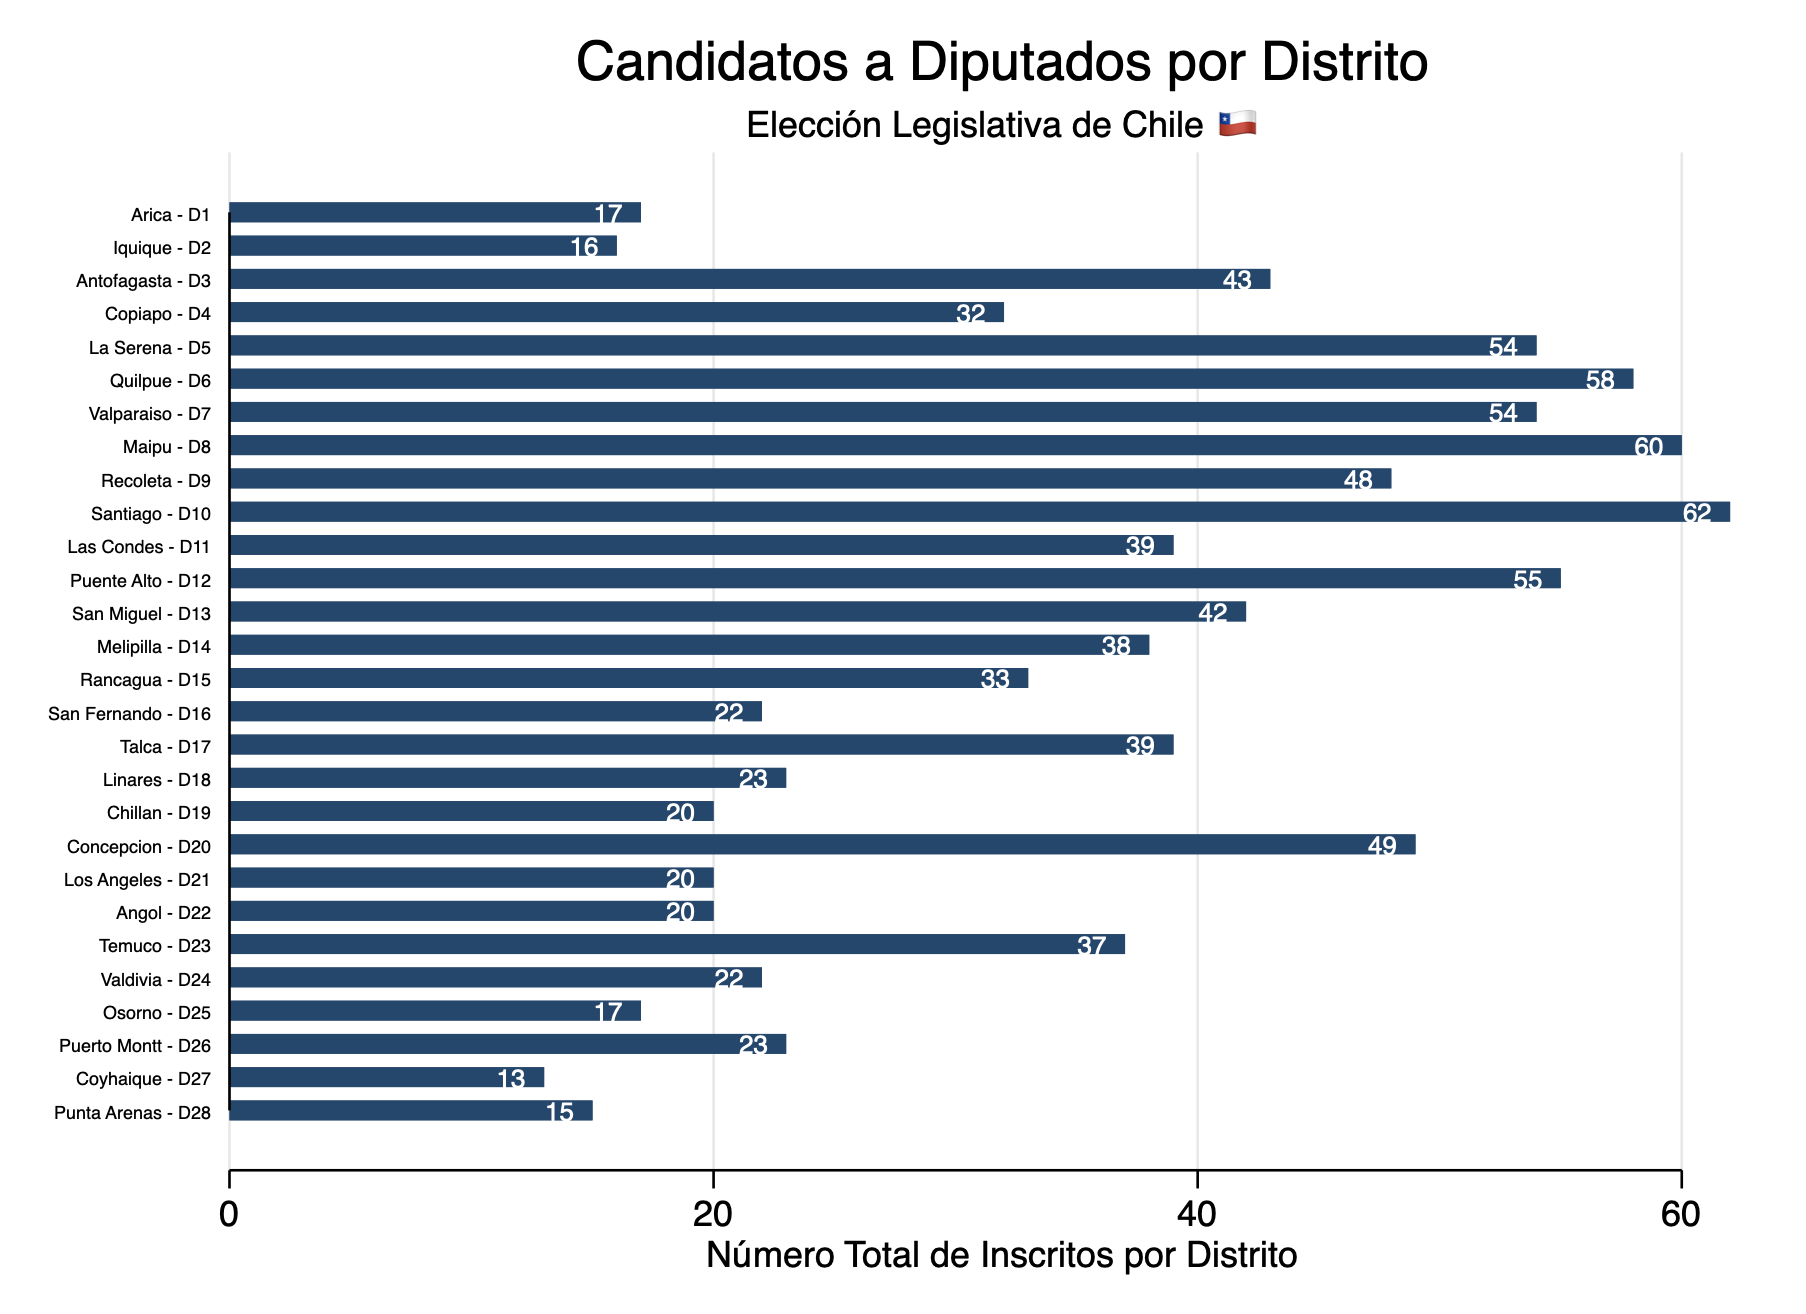 Candidatos a Diputados por Distrito
Elección Legislativa de Chile 🇨🇱
Arica - D1 17
Iquique - D2 16
Antofagasta - D3 43
Copiapo - D4 32
La Serena - D5 54
Quilpue - D6 58
Valparaiso - D7 54
Maipu - D8 60
Recoleta - D9 48
Santiago - D10 62
Las Condes - D11 39
Puente Alto - D12 55
San Miguel - D13 42
Melipilla - D14 38
Rancagua - D15 33
San Fernando - D16 22
Talca - D17 39
Linares - D18 23
Chillan - D19 20
Concepcion - D20 49
Los Angeles - D21 20
Angol - D22 20
Temuco - D23 37
Valdivia - D24 22
Osorno - D25 17
Puerto Montt - D26 23
Coyhaique - D27 13
Punta Arenas - D28 15
0 20 40 60
Número Total de Inscritos por Distrito